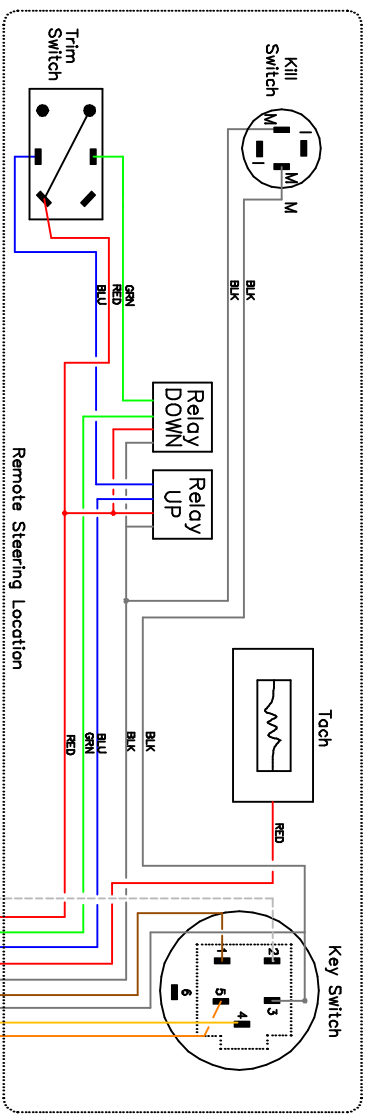 Trim
Switch
Kill
Switch
M
I
I
M
M
BLK
BLK
GRN
RED
BLU
Relay
DOWN
Relay
UP
Remote Steering Location
Tach
RED
BLK
BLK
BLU
GRN
RED
Key Switch
1
2
3
4
5
6